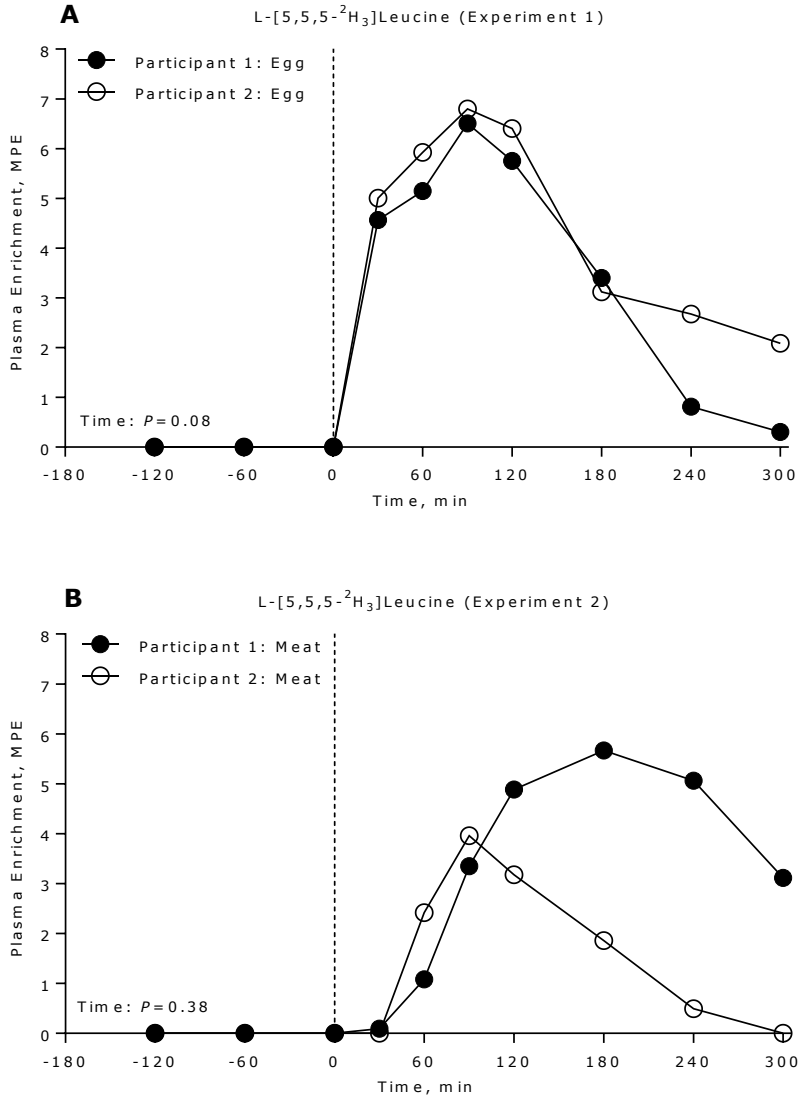 A
L-[5,5,5-²H₃]Leucine (Experiment 1)
8
Participant 1: Egg
7
Participant 2: Egg
6
5
4
3
2
1
0
Plasma Enrichment, MPE
Time: P=0.08
-180 -120 -60 0 60 120 180 240 300
Time, min
B
L-[5,5,5-²H₃]Leucine (Experiment 2)
8
Participant 1: Meat
7
Participant 2: Meat
6
5
4
3
2
1
0
Plasma Enrichment, MPE
Time: P=0.38
-180 -120 -60 0 60 120 180 240 300
Time, min